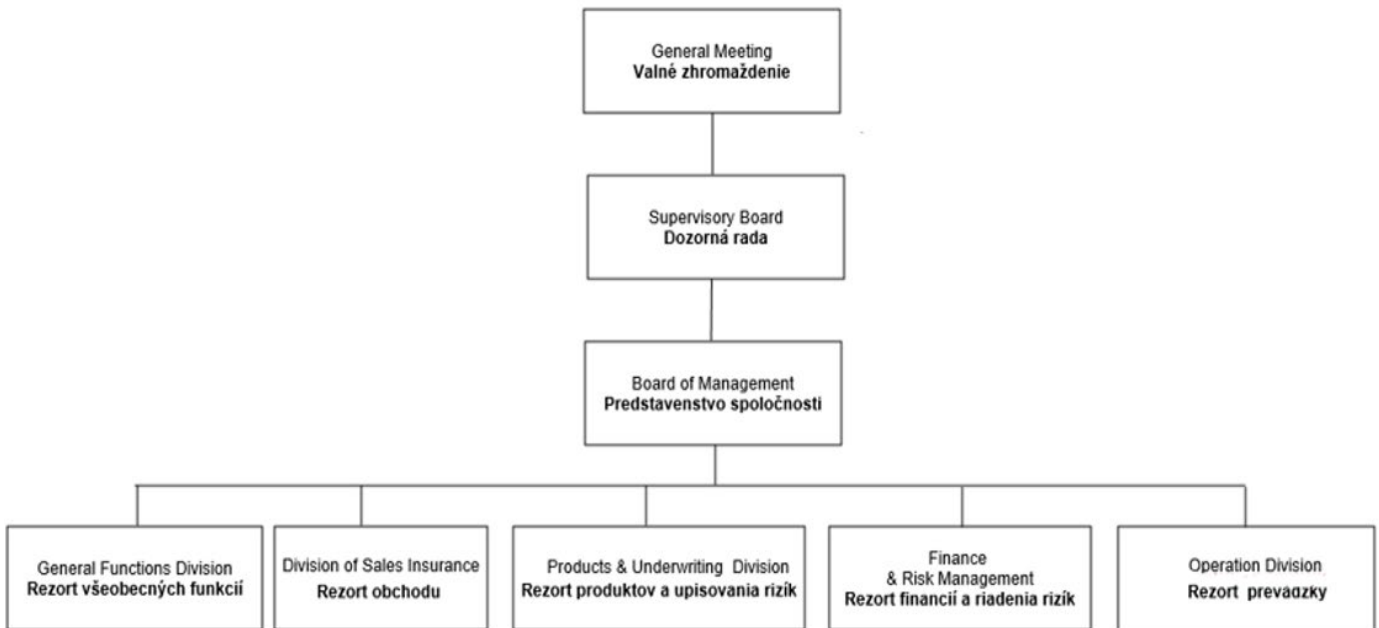 General Meeting
Valné zhromaždenie
Supervisory Board
Dozorná rada
Board of Management
Predstavenstvo spoločnosti
General Functions Division
Rezort všeobecných funkcií
Division of Sales Insurance
Rezort obchodu
Products & Underwriting Division
Rezort produktov a upisovania rizík
Finance
& Risk Management
Rezort financií a riadenia rizík
Operation Division
Rezort prevádzky